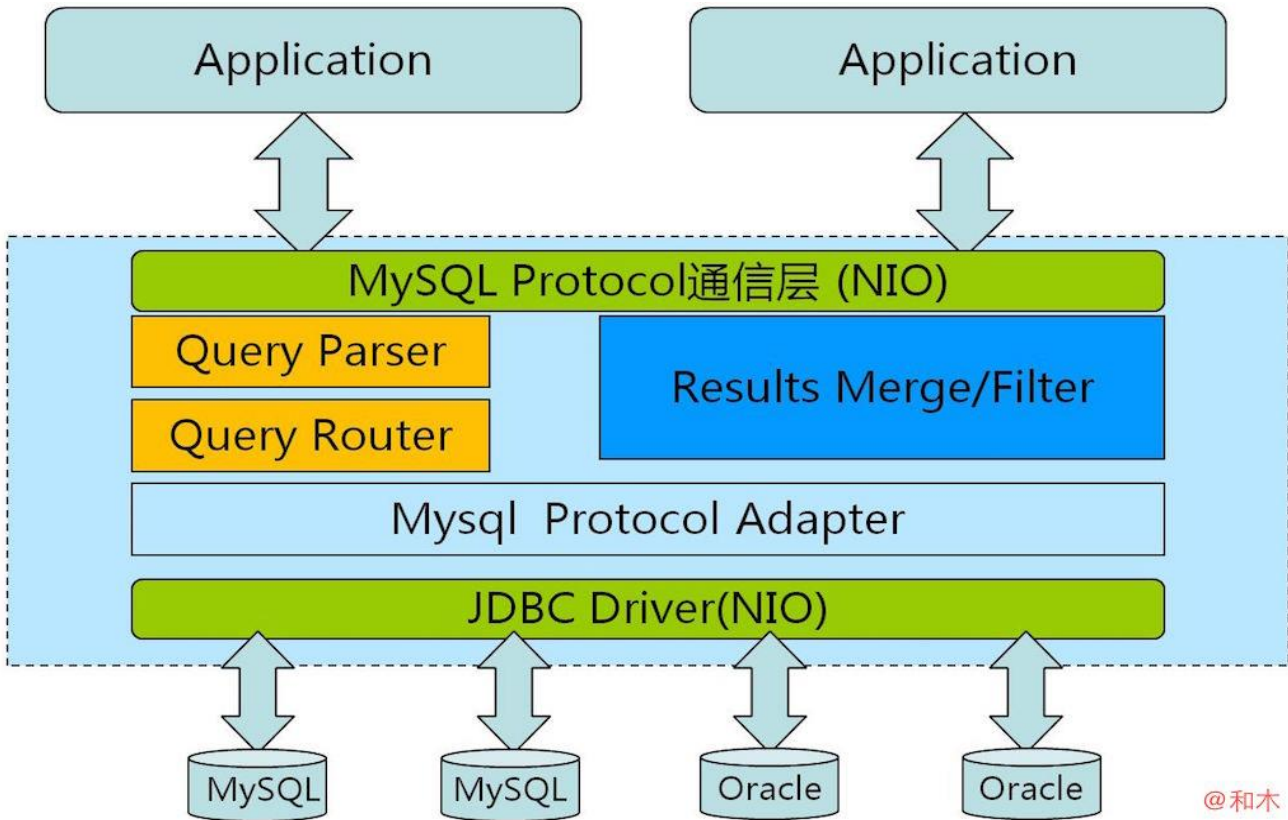 Application
Application
MySQL Protocol通信层 (NIO)
Query Parser
Results Merge/Filter
Query Router
Mysql Protocol Adapter
JDBC Driver(NIO)
MySQL
MySQL
Oracle
Oracle
@和木